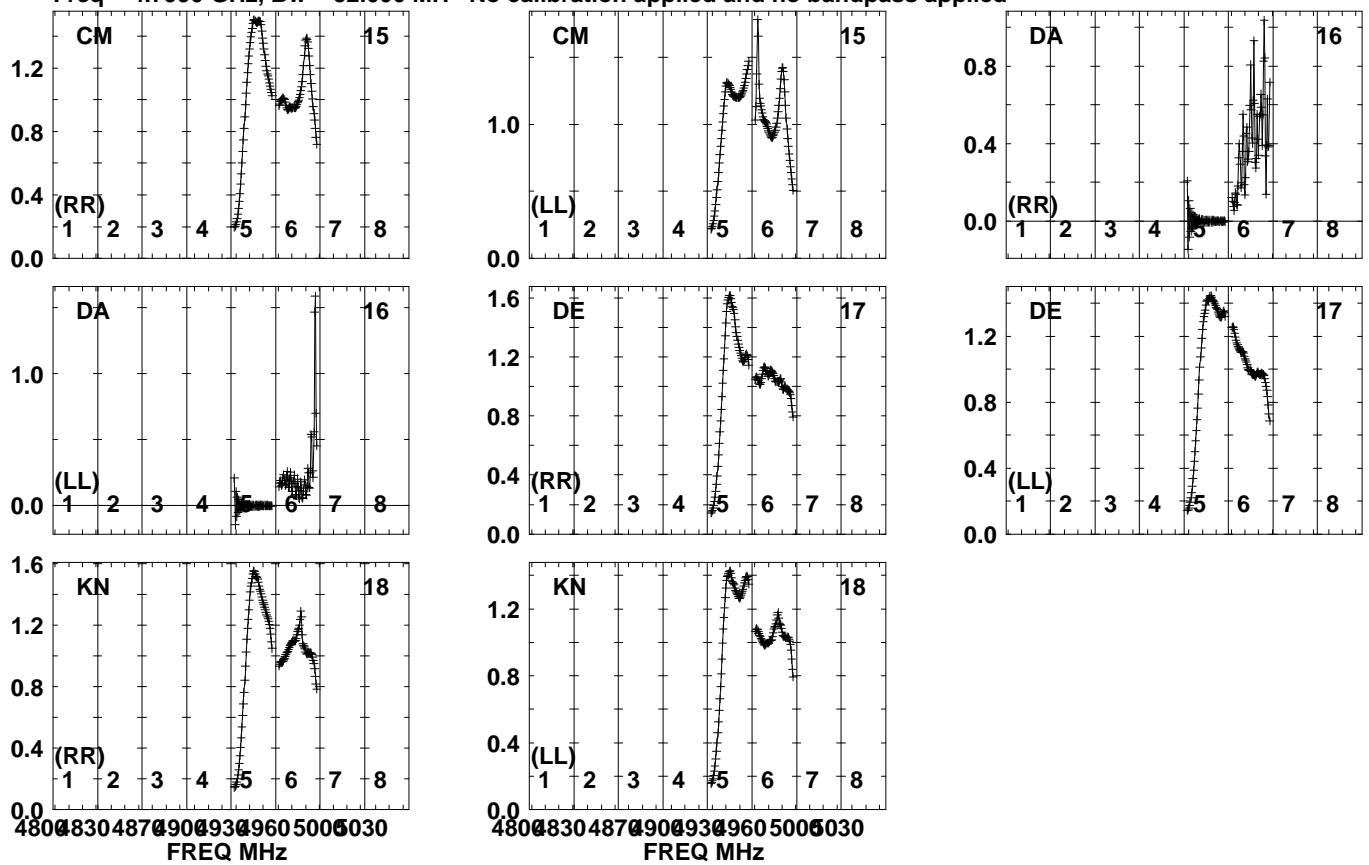 Freq = GHz, Bw = MH No calibration applied and no bandpass applied
CM 15
1.2
0.8
0.4
0.0
(RR)
1 2 3 4 5 6 7 8
CM 15
1.0
0.0
(LL)
1 2 3 4 5 6 7 8
DA 16
0.8
0.4
0.0
(RR)
1 2 3 4 5 6 7 8
DA 16
1.0
0.0
(LL)
1 2 3 4 5 6 7 8
DE 17
1.6
1.2
0.8
0.4
0.0
(RR)
1 2 3 4 5 6 7 8
DE 17
1.2
0.8
0.4
0.0
(LL)
1 2 3 4 5 6 7 8
KN 18
1.6
1.2
0.8
0.4
0.0
(RR)
1 2 3 4 5 6 7 8
4800 4830 4870 4900 4930 4960 5000 5030
FREQ MHz
KN 18
1.2
0.8
0.4
0.0
(LL)
1 2 3 4 5 6 7 8
4800 4830 4870 4900 4930 4960 5000 5030
FREQ MHz